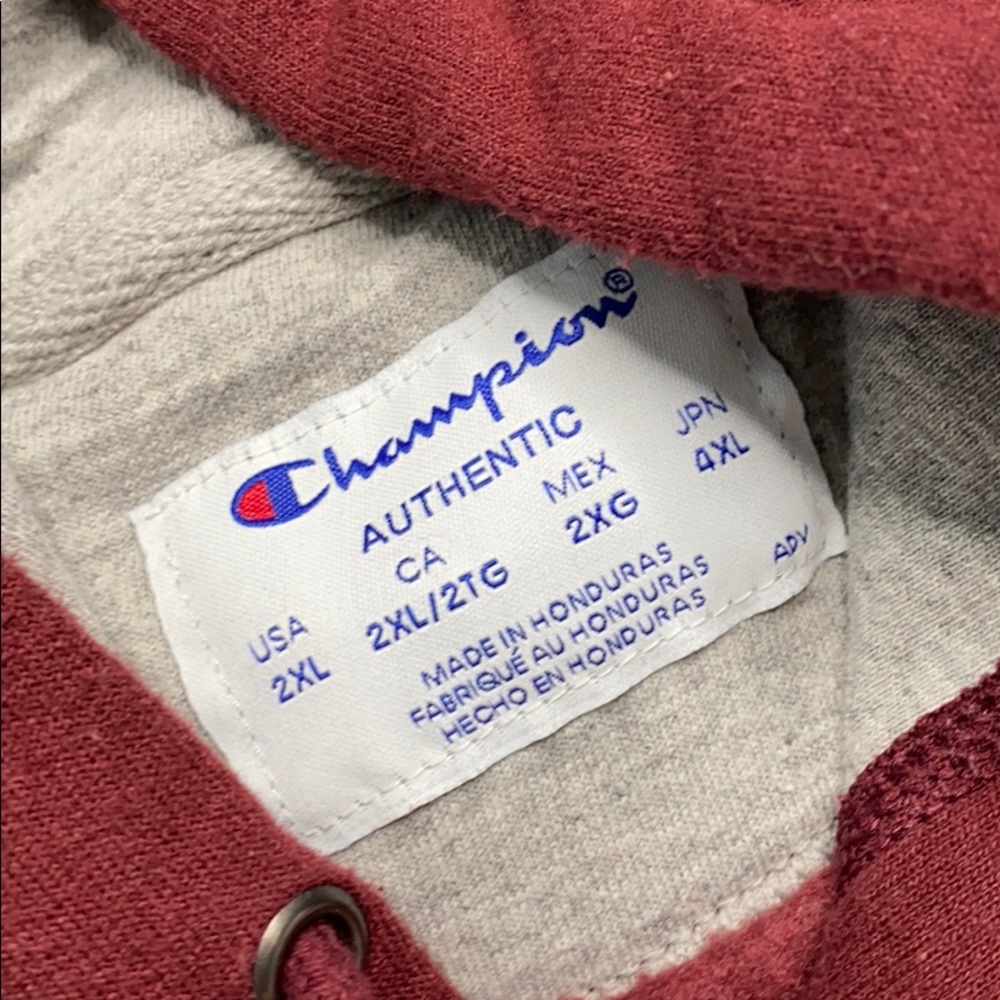 Champion®
AUTHENTIC
USA CA MEX JPN
2XL 2XL/2TG 2XG 4XL
MADE IN HONDURAS
FABRIQUÉ AU HONDURAS
HECHO EN HONDURAS
ADV